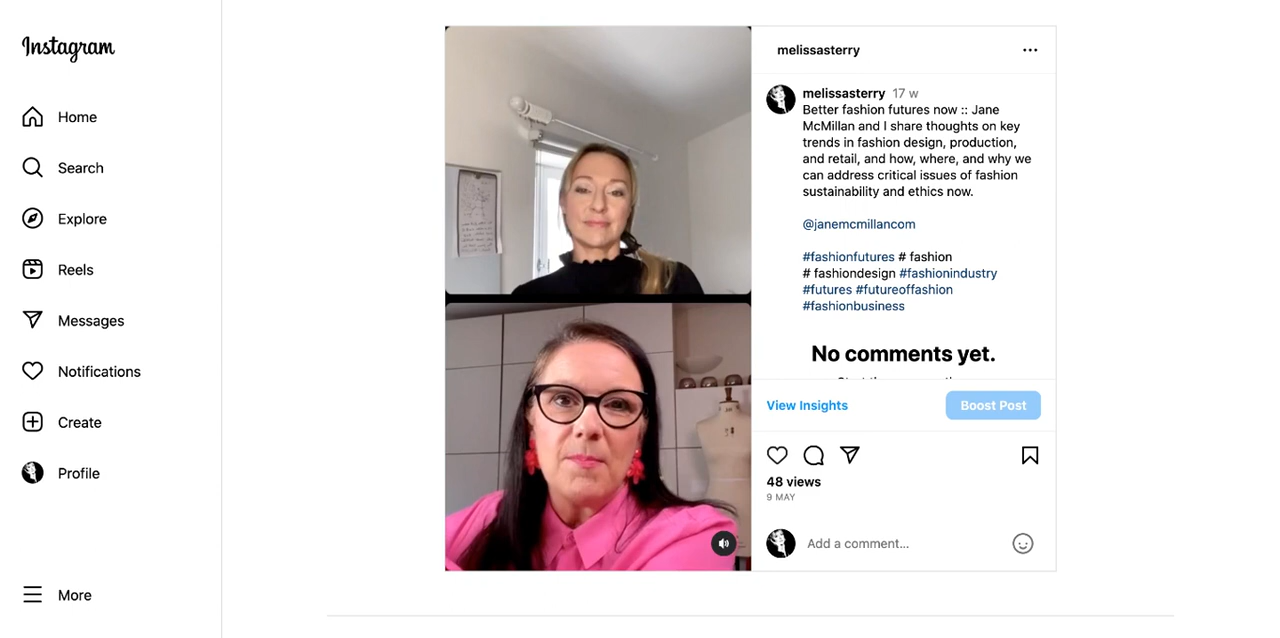 Instagram
Home
Search
Explore
Reels
Messages
Notifications
Create
Profile
More
melissasterry
melissasterry 17 w
Better fashion futures now :: Jane
McMillan and I share thoughts on key
trends in fashion design, production,
and retail, and how, where, and why we
can address critical issues of fashion
sustainability and ethics now.
@janemcmillancom
#fashionfutures # fashion
# fashiondesign #fashionindustry
#futures #futureoffashion
#fashionbusiness
No comments yet.
View Insights
Boost Post
48 views
9 MAY
Add a comment...